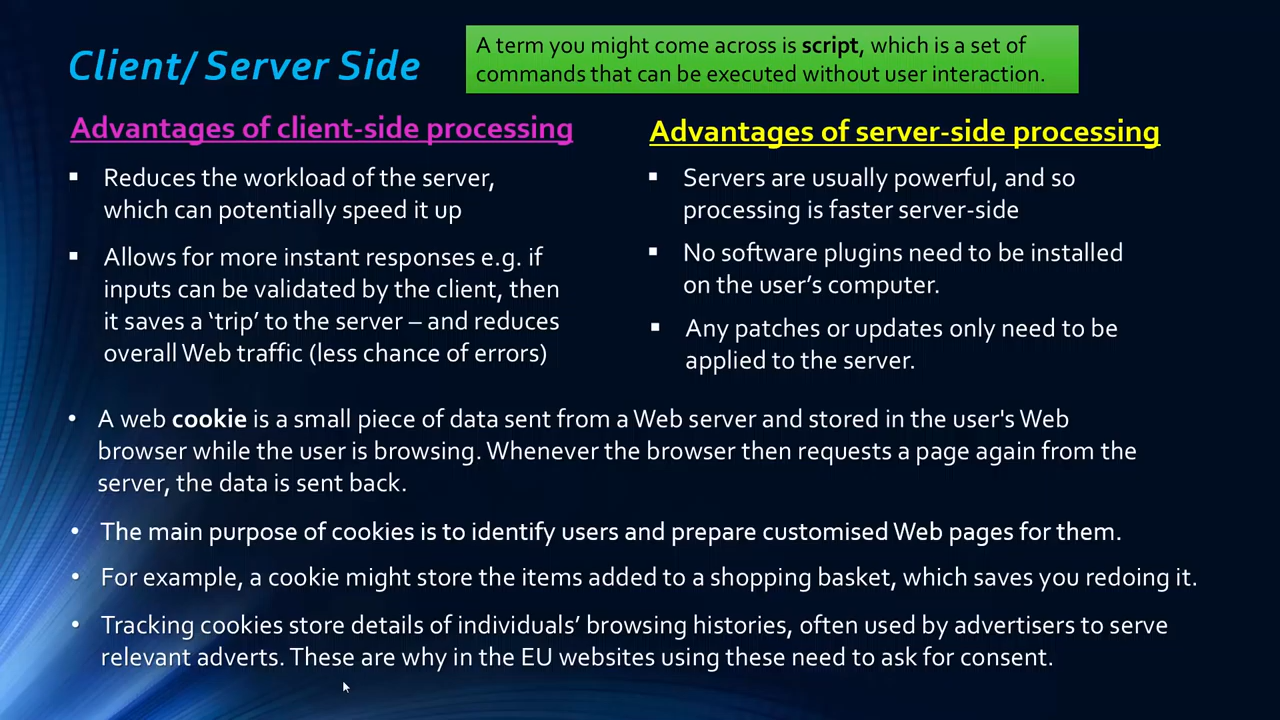 Client/ Server Side
A term you might come across is script, which is a set of
commands that can be executed without user interaction.
Advantages of client-side processing
▪ Reduces the workload of the server,
which can potentially speed it up
▪ Allows for more instant responses e.g. if
inputs can be validated by the client, then
it saves a ‘trip’ to the server – and reduces
overall Web traffic (less chance of errors)
Advantages of server-side processing
▪ Servers are usually powerful, and so
processing is faster server-side
▪ No software plugins need to be installed
on the user’s computer.
▪ Any patches or updates only need to be
applied to the server.
• A web cookie is a small piece of data sent from a Web server and stored in the user's Web
browser while the user is browsing. Whenever the browser then requests a page again from the
server, the data is sent back.
• The main purpose of cookies is to identify users and prepare customised Web pages for them.
• For example, a cookie might store the items added to a shopping basket, which saves you redoing it.
• Tracking cookies store details of individuals’ browsing histories, often used by advertisers to serve
relevant adverts. These are why in the EU websites using these need to ask for consent.